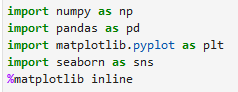 import numpy as np
import pandas as pd
import matplotlib.pyplot as plt
import seaborn as sns
%matplotlib inline